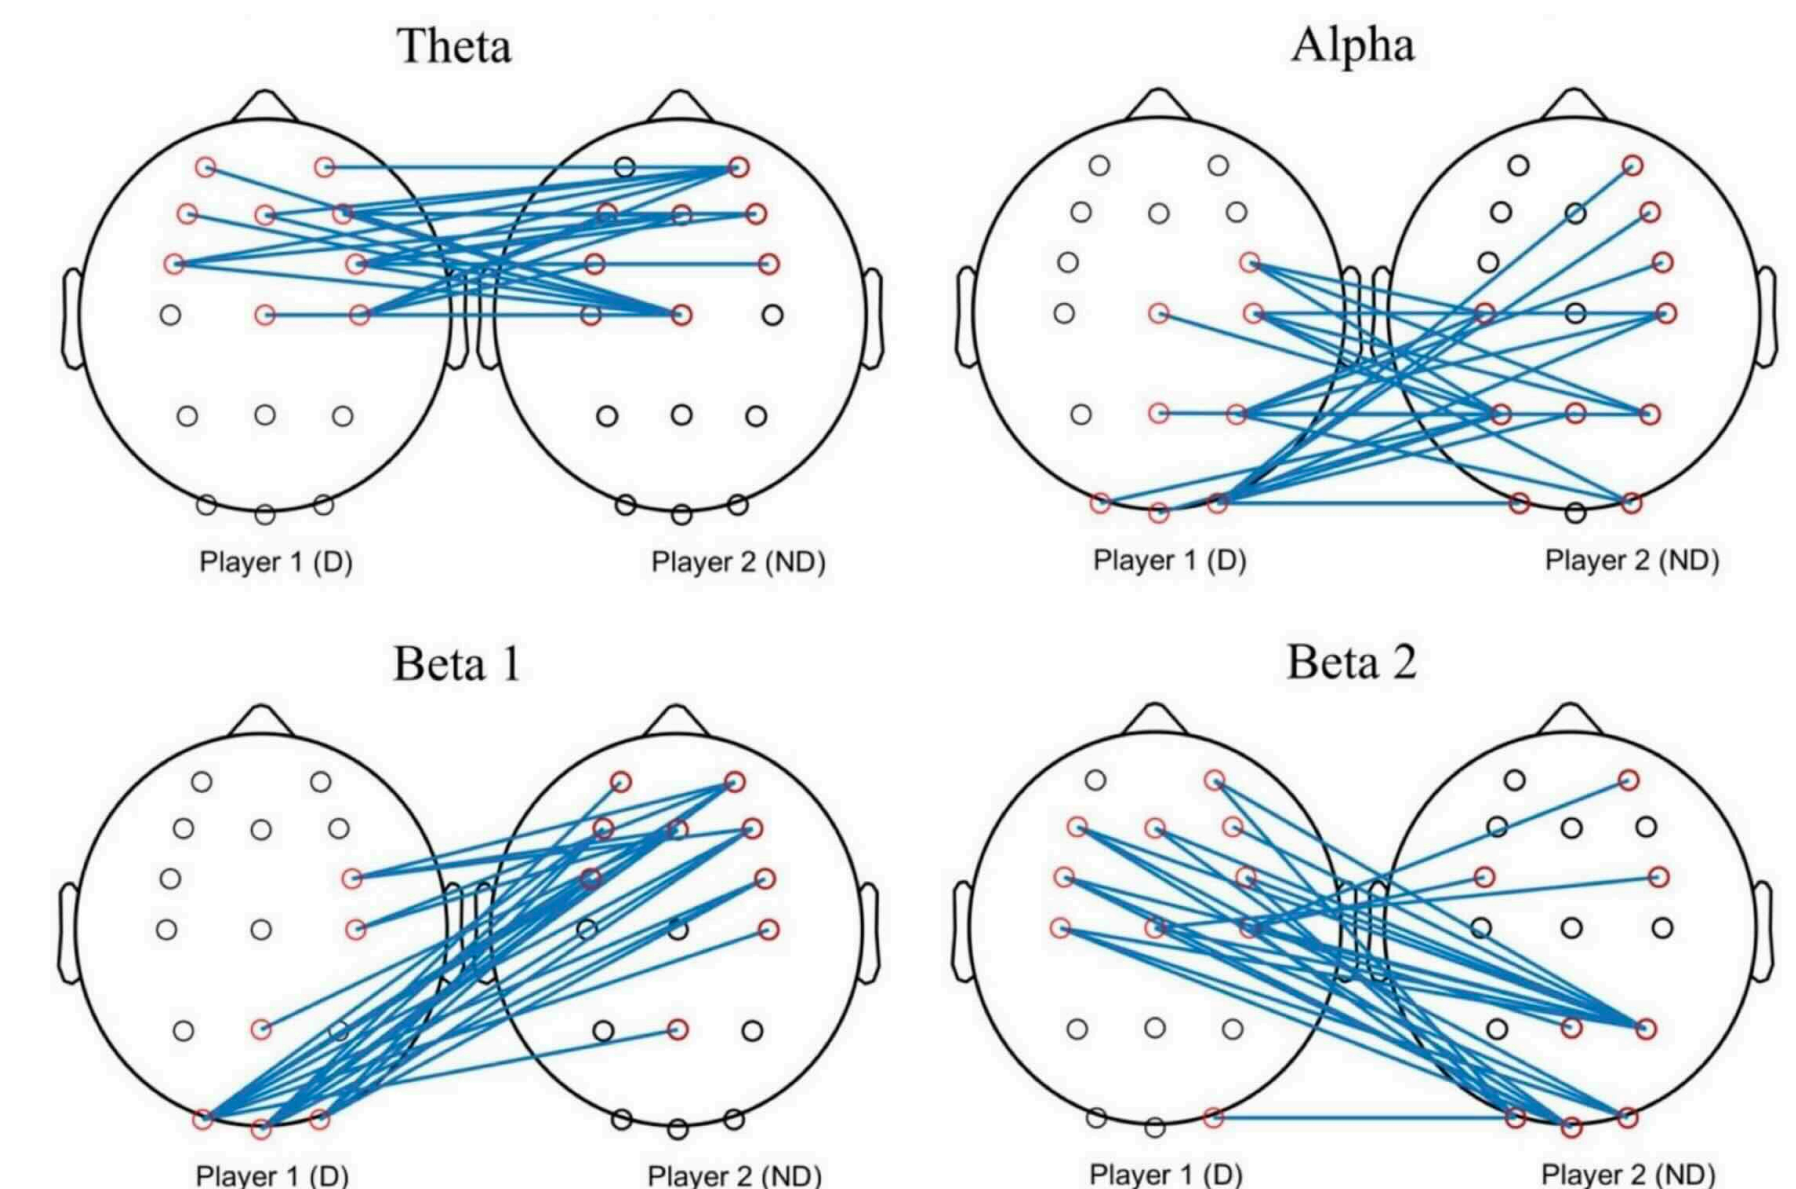 Theta
Alpha
Player 1 (D)
Player 2 (ND)
Player 1 (D)
Player 2 (ND)
Beta 1
Beta 2
Player 1 (D)
Player 2 (ND)
Player 1 (D)
Player 2 (ND)